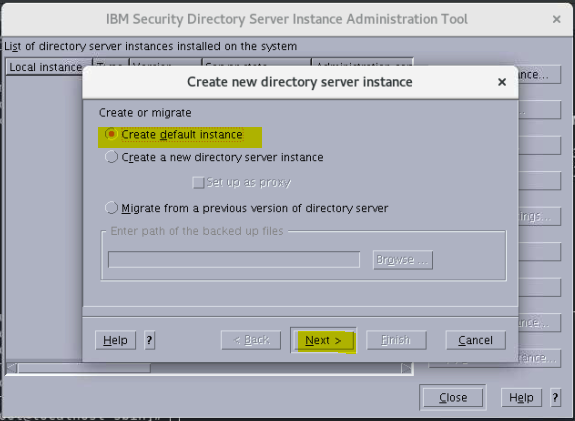 IBM Security Directory Server Instance Administration Tool
List of directory server instances installed on the system
Local instance
Create new directory server instance
Create or migrate
Create default instance
Create a new directory server instance
Set up as proxy
Migrate from a previous version of directory server
Enter path of the backed up files
Browse ...
Help ? < Back Next > Finish Cancel
Close Help ?